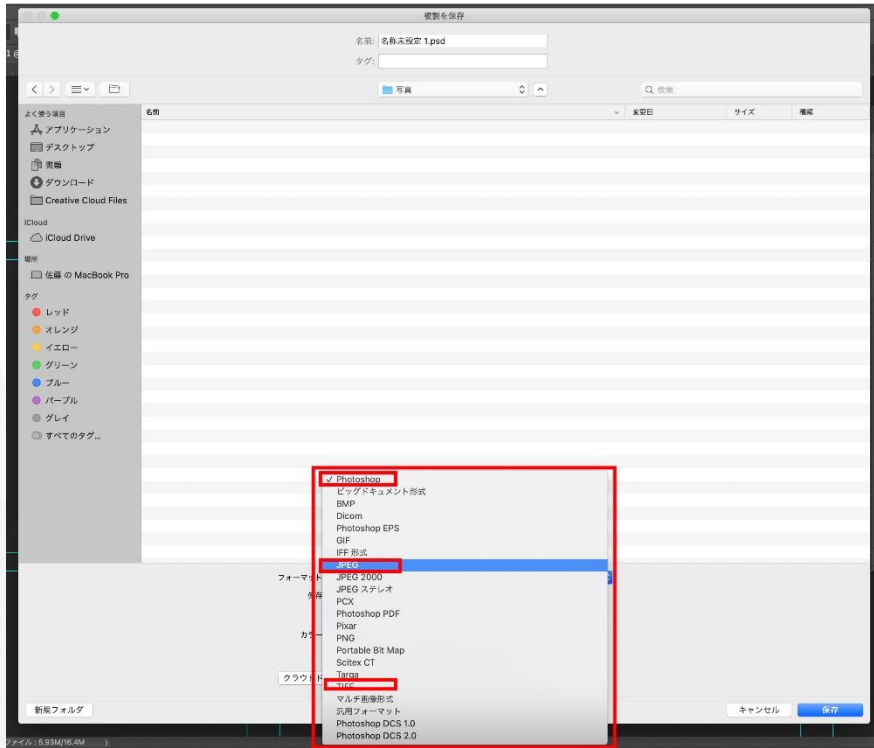 複製を保存
名前: 名称未設定 1.psd
タグ:
写真
検索
よく使う項目
アプリケーション
デスクトップ
書類
ダウンロード
Creative Cloud Files
iCloud
iCloud Drive
場所
佐藤 の MacBook Pro
タグ
レッド
オレンジ
イエロー
グリーン
ブルー
パープル
グレイ
すべてのタグ...
名前
変更日
サイズ
種類
✓ Photoshop
ビッグドキュメント形式
BMP
Dicom
Photoshop EPS
GIF
IFF 形式
JPEG
フォーマット
JPEG 2000
JPEG ステレオ
PCX
Photoshop PDF
Pixar
カラー
PNG
Portable Bit Map
Scitex CT
Targa
クラウドド
TIFF
マルチ画像形式
汎用フォーマット
Photoshop DCS 1.0
Photoshop DCS 2.0
新規フォルダ
キャンセル
保存
ファイル : 5.93M/16.4M